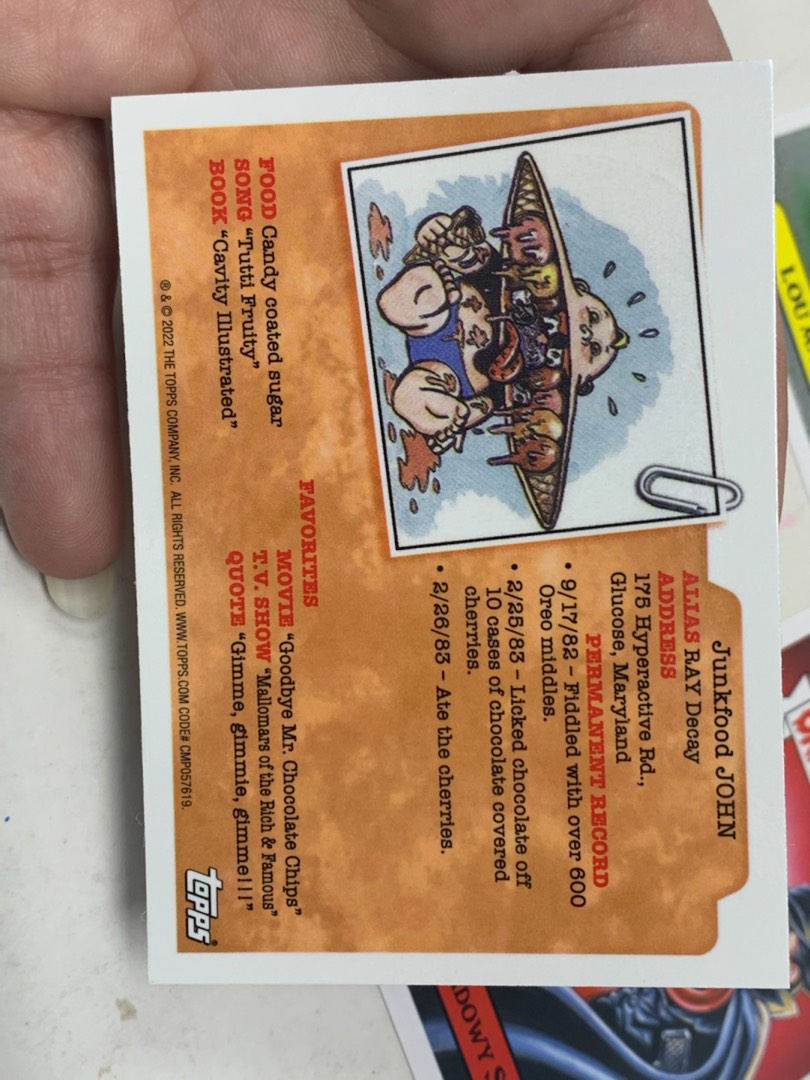 Junkfood JOHN
ALIAS RAY Decay
ADDRESS
175 Hyperactive Rd.,
Glucose, Maryland
PERMANENT RECORD
• 9/17/82 – Fiddled with over 600
Oreo middles.
• 2/25/83 – Licked chocolate off
10 cases of chocolate covered
cherries.
• 2/26/83 – Ate the cherries.
FAVORITES
FOOD Candy coated sugar
SONG "Tutti Fruity"
BOOK "Cavity Illustrated"
MOVIE "Goodbye Mr. Chocolate Chips"
T.V. SHOW "Mallomars of the Rich & Famous"
QUOTE "Gimme, gimmie, gimme!!!"
® & © 2022 THE TOPPS COMPANY, INC. ALL RIGHTS RESERVED. WWW.TOPPS.COM CODE# CMP057619.
topps®
LOU